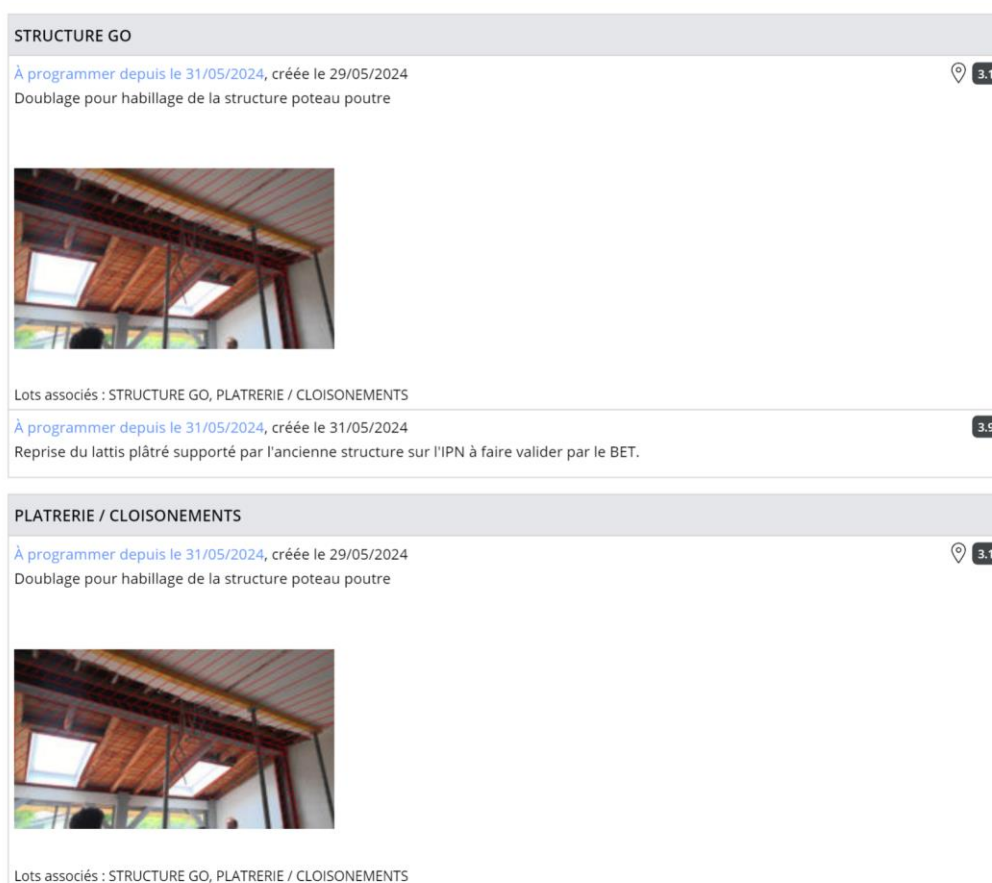 STRUCTURE GO
À programmer depuis le 31/05/2024, créée le 29/05/2024
Doublage pour habillage de la structure poteau poutre
Lots associés : STRUCTURE GO, PLATRERIE / CLOISONEMENTS
À programmer depuis le 31/05/2024, créée le 31/05/2024
3.9
Reprise du lattis plâtré supporté par l'ancienne structure sur l'IPN à faire valider par le BET.
PLATRERIE / CLOISONEMENTS
À programmer depuis le 31/05/2024, créée le 29/05/2024
Doublage pour habillage de la structure poteau poutre
Lots associés : STRUCTURE GO, PLATRERIE / CLOISONEMENTS